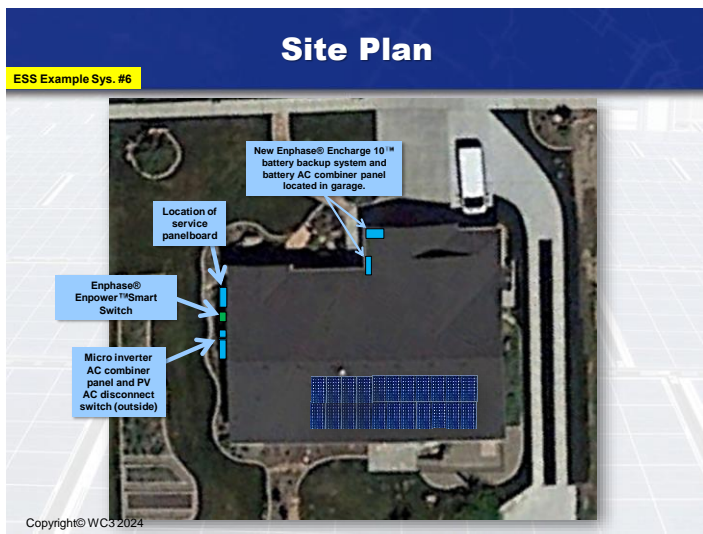 Site Plan
ESS Example Sys. #6
New Enphase® Encharge 10™
battery backup system and
battery AC combiner panel
located in garage.
Location of
service
panelboard
Enphase®
Enpower™Smart
Switch
Micro inverter
AC combiner
panel and PV
AC disconnect
switch (outside)
Copyright© WC3 2024